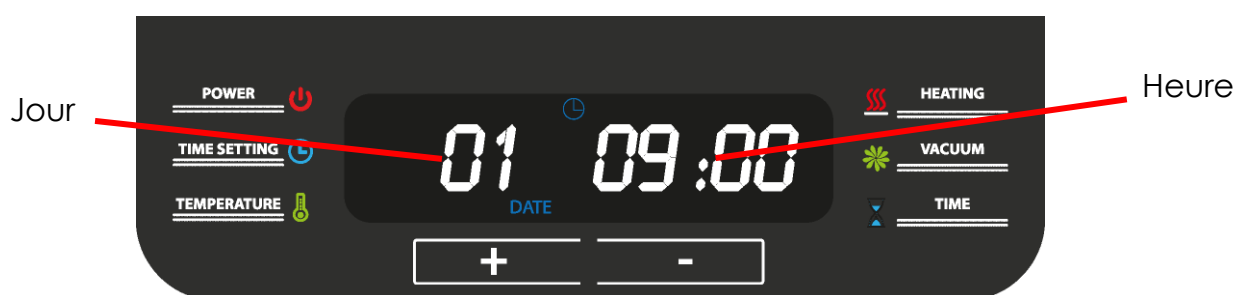 POWER
TIME SETTING
TEMPERATURE
Jour
01 09:00
DATE
+ -
HEATING
VACUUM
TIME
Heure